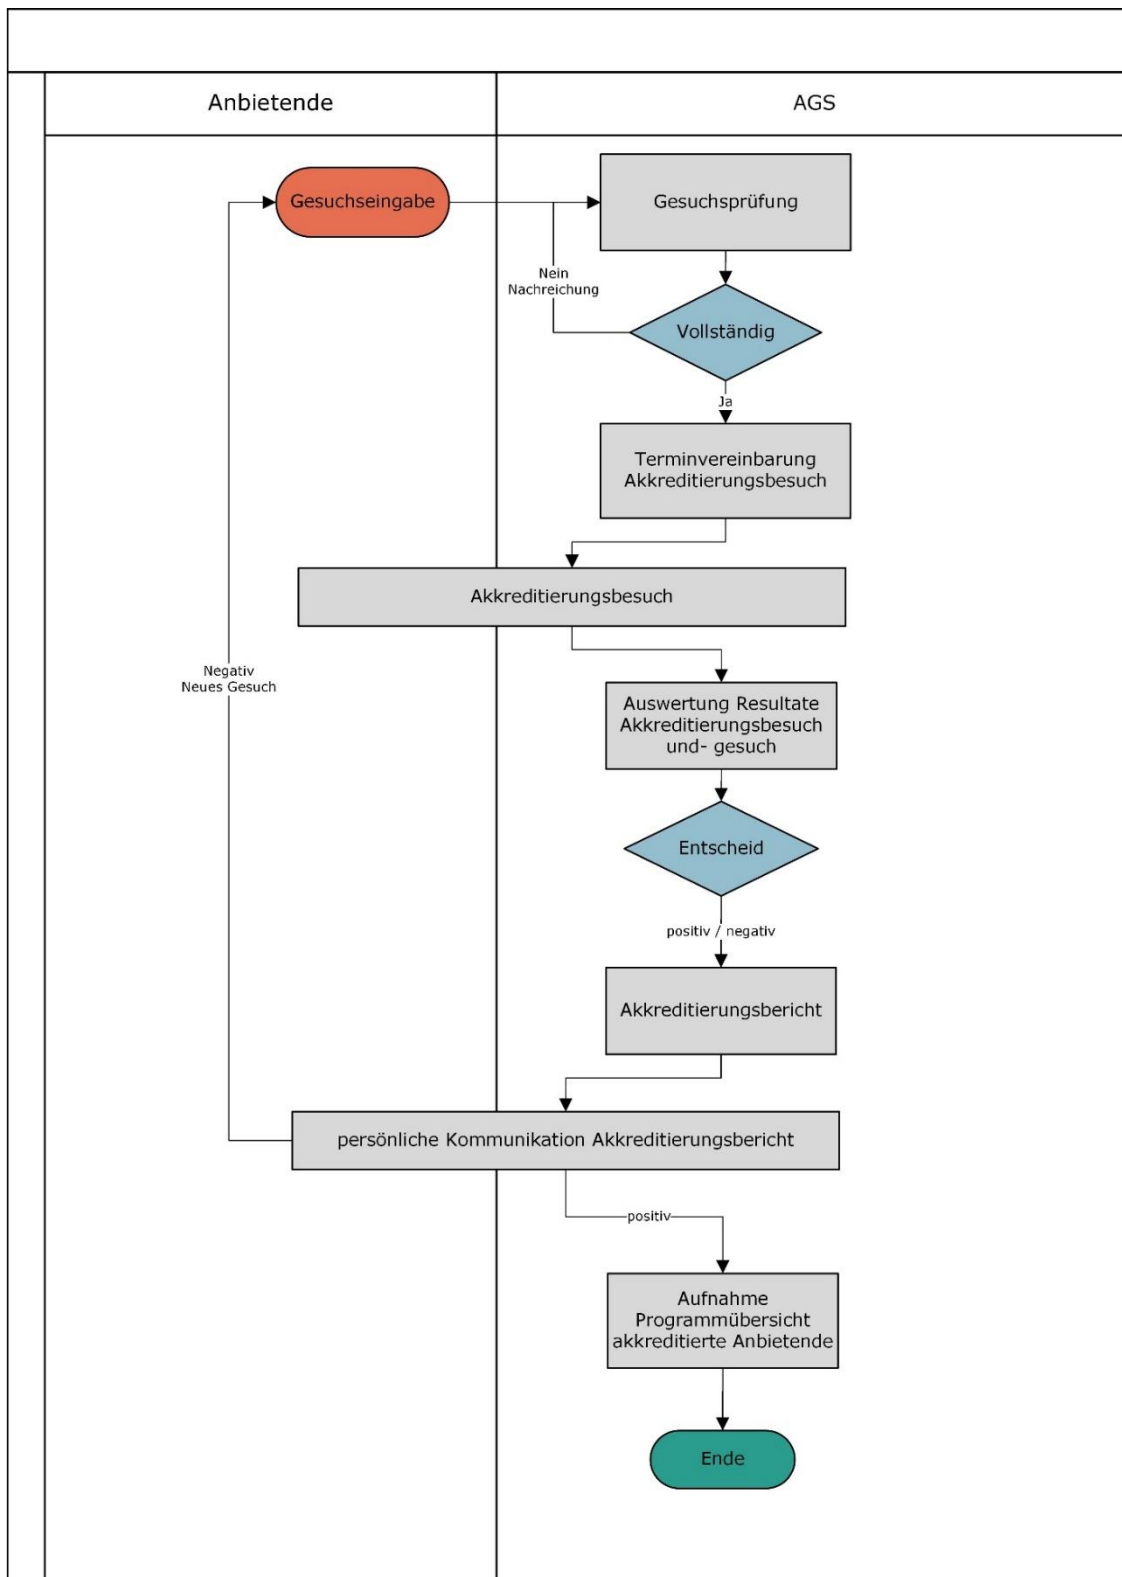 Anbietende
AGS
Gesuchseingabe
Gesuchsprüfung
Nein
Nachreichung
Vollständig
Ja
Terminvereinbarung
Akkreditierungsbesuch
Akkreditierungsbesuch
Negativ
Neues Gesuch
Auswertung Resultate
Akkreditierungsbesuch
und- gesuch
Entscheid
positiv / negativ
Akkreditierungsbericht
persönliche Kommunikation Akkreditierungsbericht
positiv
Aufnahme
Programmübersicht
akkreditierte Anbietende
Ende